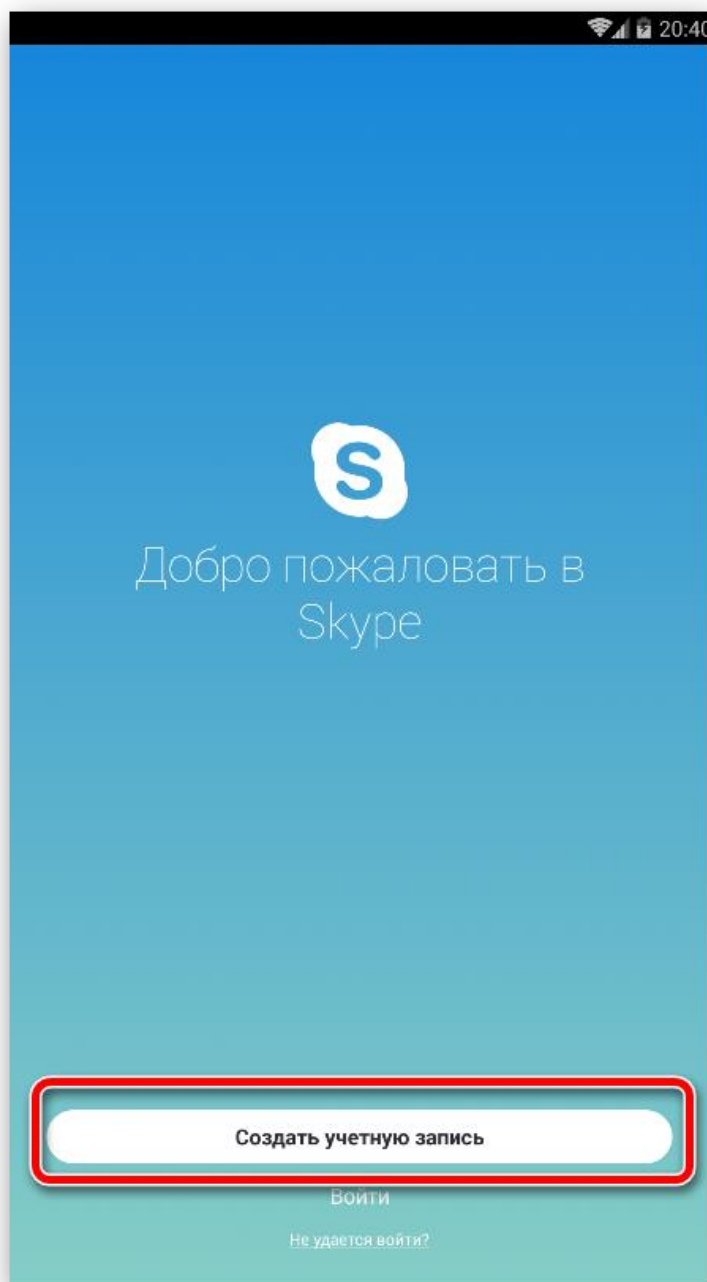 20:40
S
Добро пожаловать в
Skype
Создать учетную запись
Войти
Не удается войти?